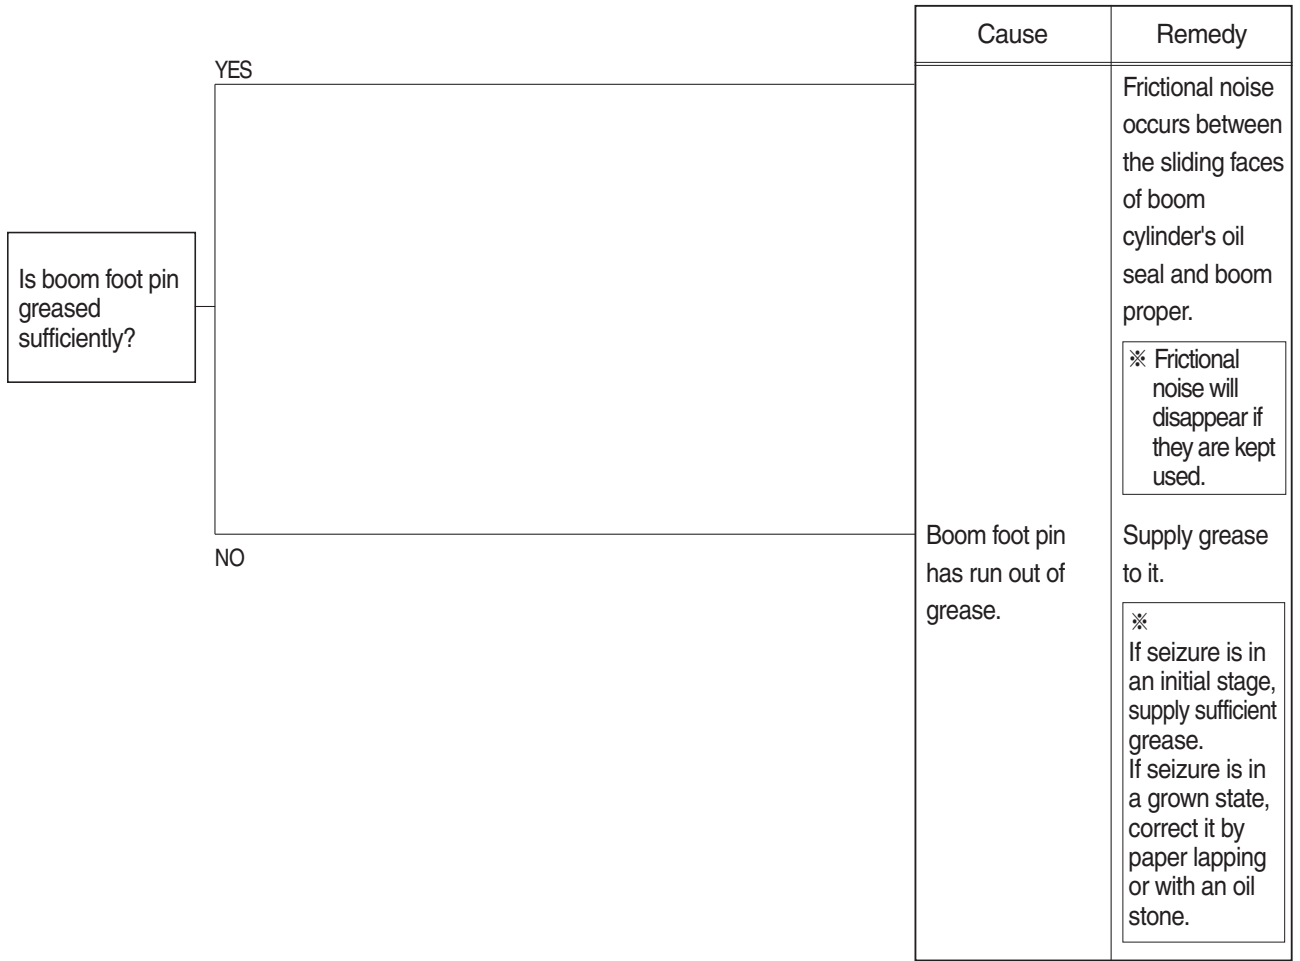 Cause
Remedy
YES
Frictional noise
occurs between
the sliding faces
of boom
cylinder's oil
seal and boom
proper.
※ Frictional
noise will
disappear if
they are kept
used.
Is boom foot pin
greased
sufficiently?
NO
Boom foot pin
has run out of
grease.
Supply grease
to it.
※
If seizure is in
an initial stage,
supply sufficient
grease.
If seizure is in
a grown state,
correct it by
paper lapping
or with an oil
stone.